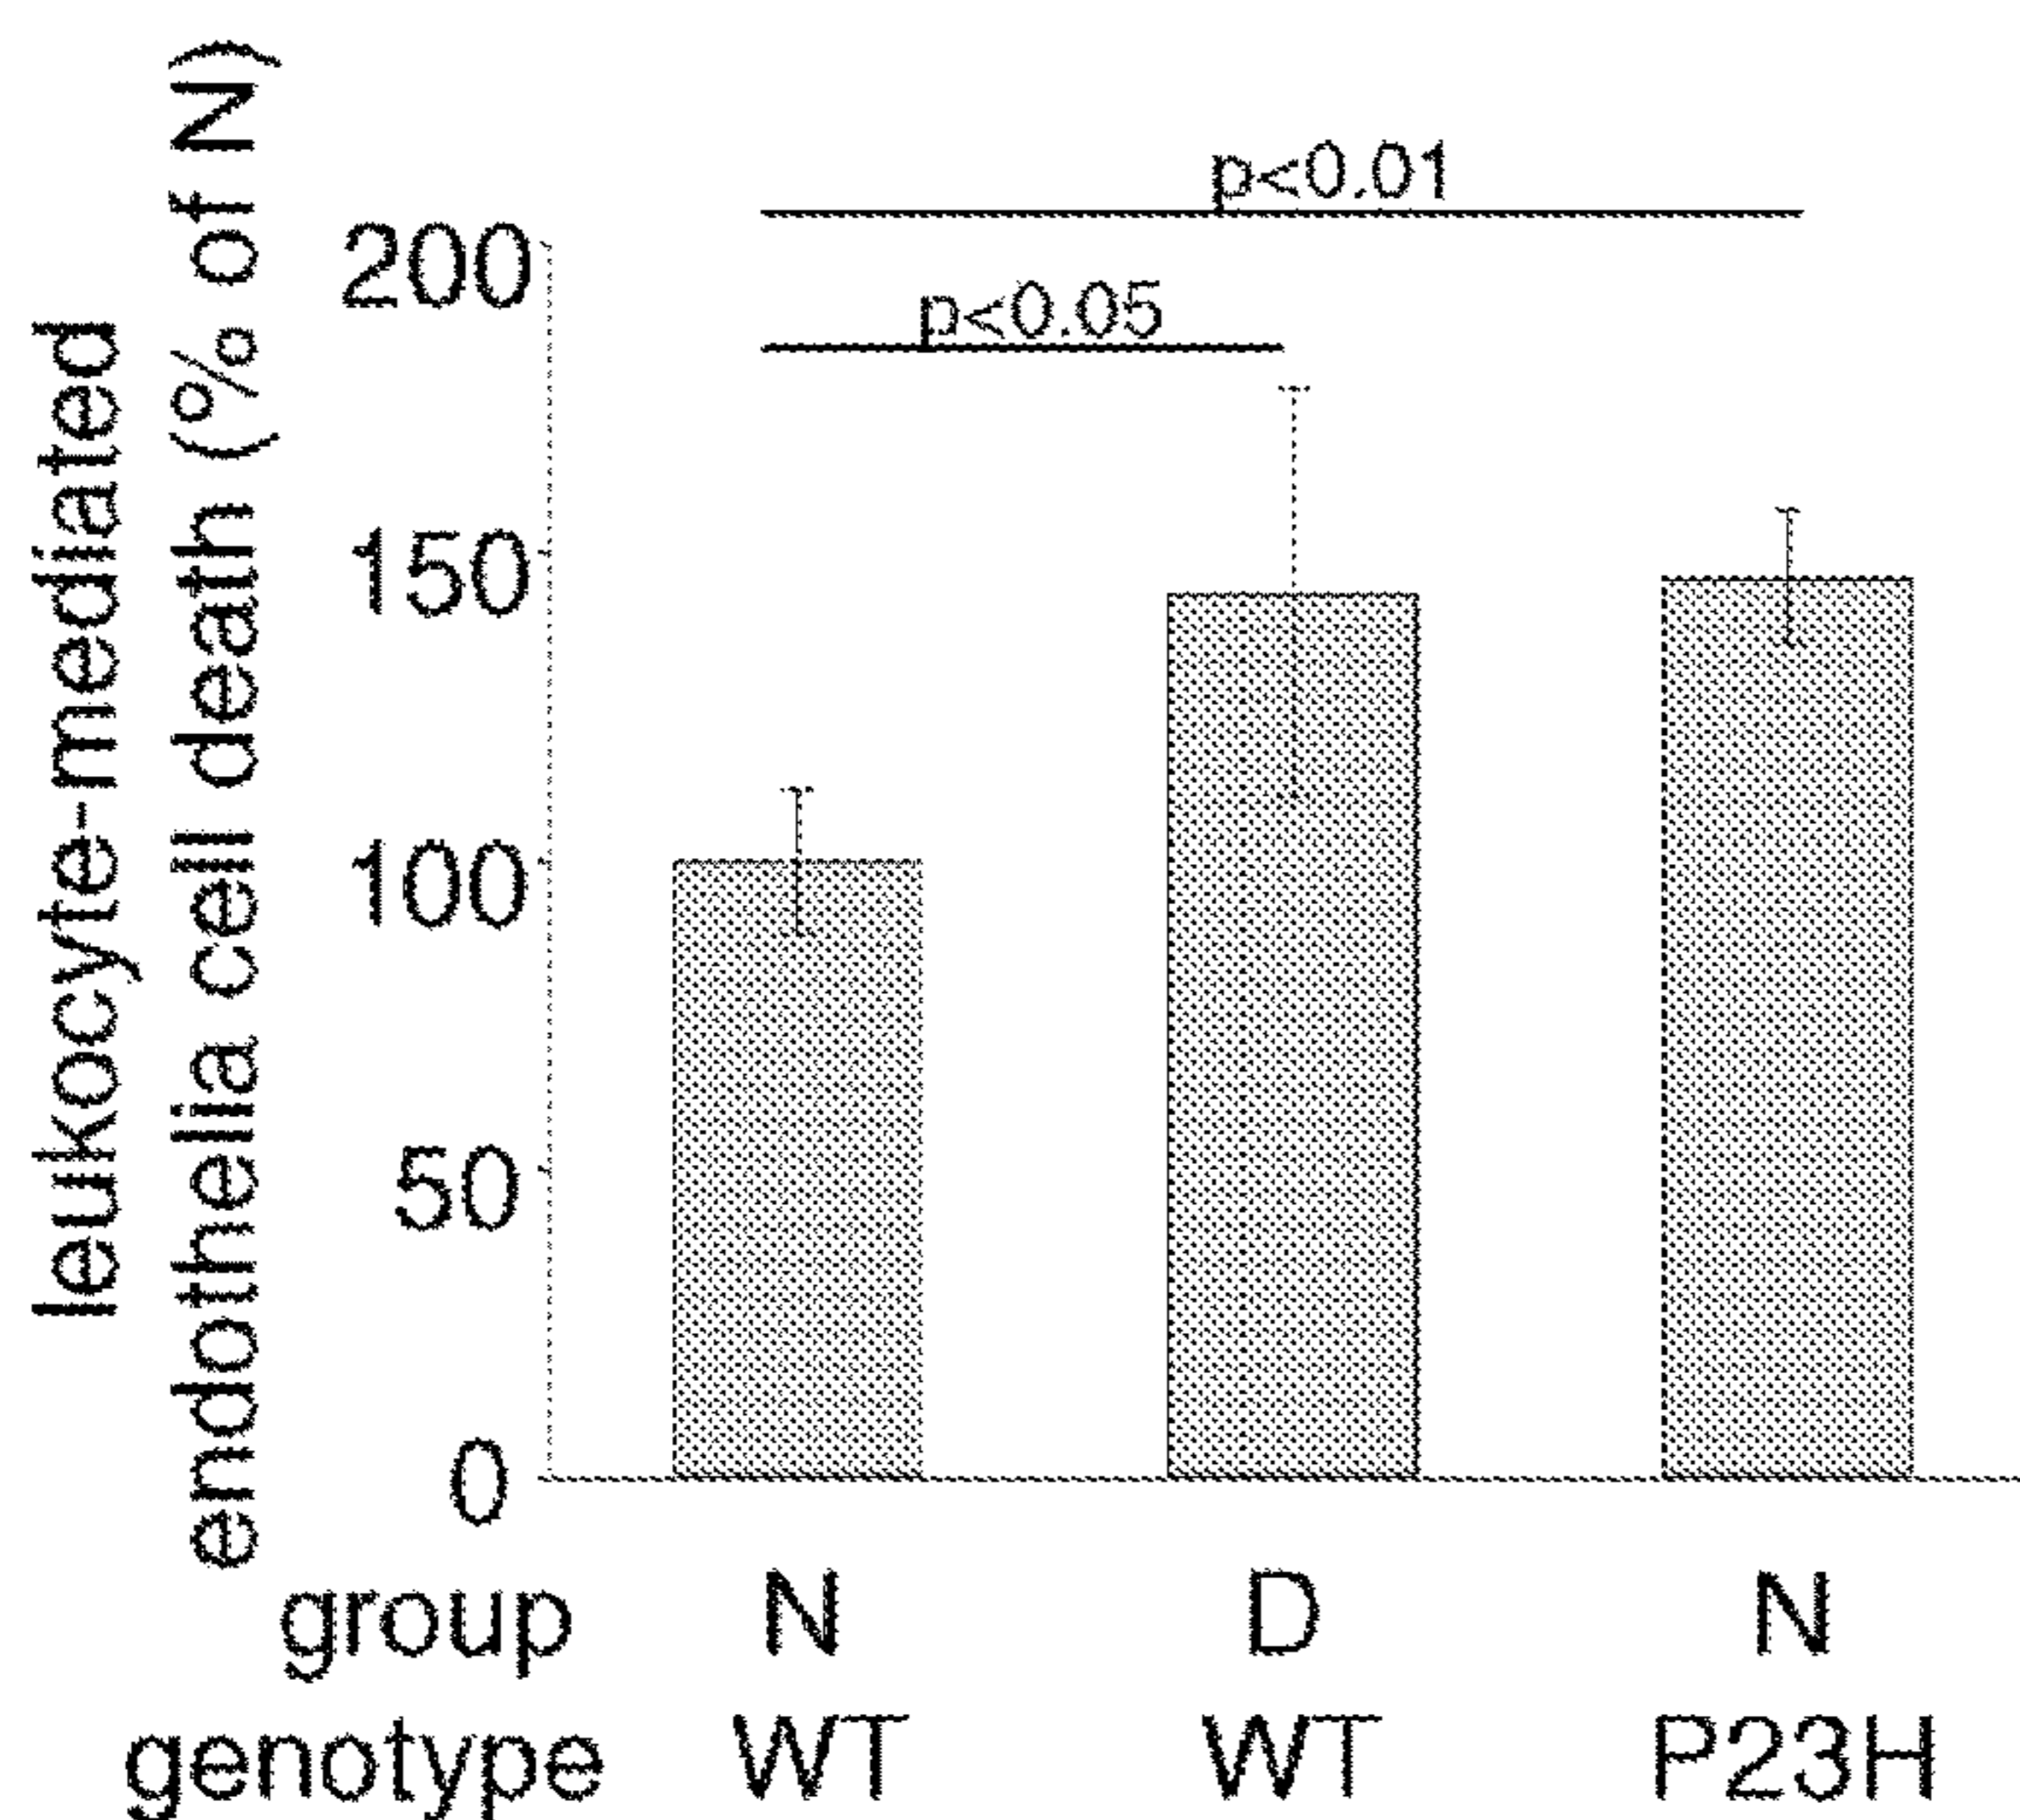 leukocyte-mediated
endothelia cell death (% of N)
p<0.01
200
p<0.05
150
100
50
0
group N D N
genotype WT WT P23H